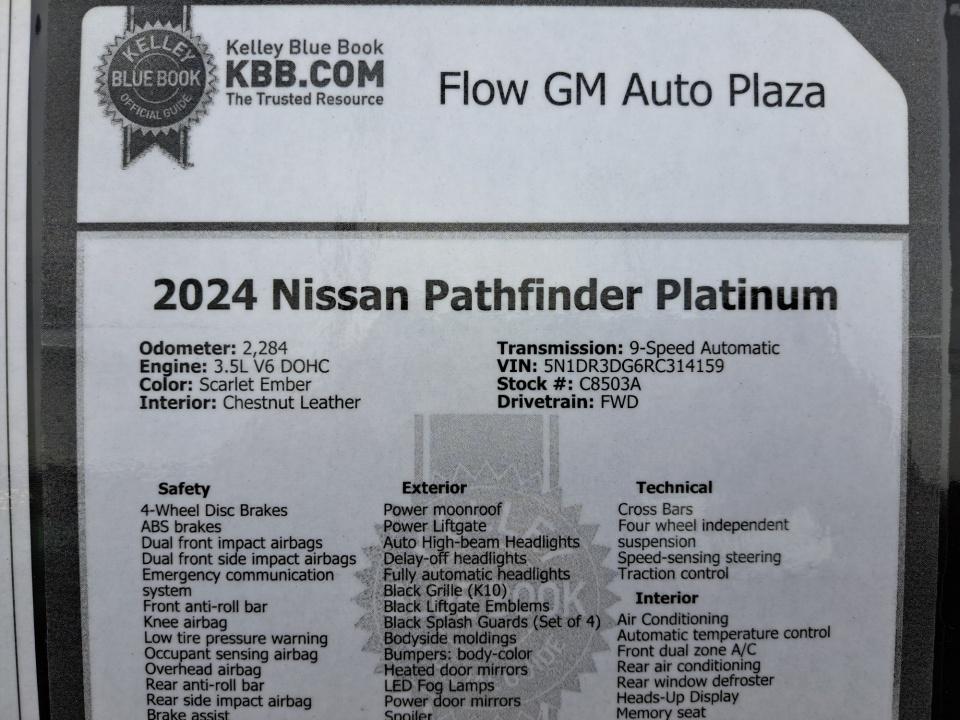 KELLEY
BLUE BOOK
OFFICIAL GUIDE
Kelley Blue Book
KBB.COM
The Trusted Resource
Flow GM Auto Plaza
2024 Nissan Pathfinder Platinum
Odometer: 2,284
Engine: 3.5L V6 DOHC
Color: Scarlet Ember
Interior: Chestnut Leather
Transmission: 9-Speed Automatic
VIN: 5N1DR3DG6RC314159
Stock #: C8503A
Drivetrain: FWD
Safety
4-Wheel Disc Brakes
ABS brakes
Dual front impact airbags
Dual front side impact airbags
Emergency communication
system
Front anti-roll bar
Knee airbag
Low tire pressure warning
Occupant sensing airbag
Overhead airbag
Rear anti-roll bar
Rear side impact airbag
Brake assist
Exterior
Power moonroof
Power Liftgate
Auto High-beam Headlights
Delay-off headlights
Fully automatic headlights
Black Grille (K10)
Black Liftgate Emblems
Black Splash Guards (Set of 4)
Bodyside moldings
Bumpers: body-color
Heated door mirrors
LED Fog Lamps
Power door mirrors
Spoiler
Technical
Cross Bars
Four wheel independent
suspension
Speed-sensing steering
Traction control
Interior
Air Conditioning
Automatic temperature control
Front dual zone A/C
Rear air conditioning
Rear window defroster
Heads-Up Display
Memory seat